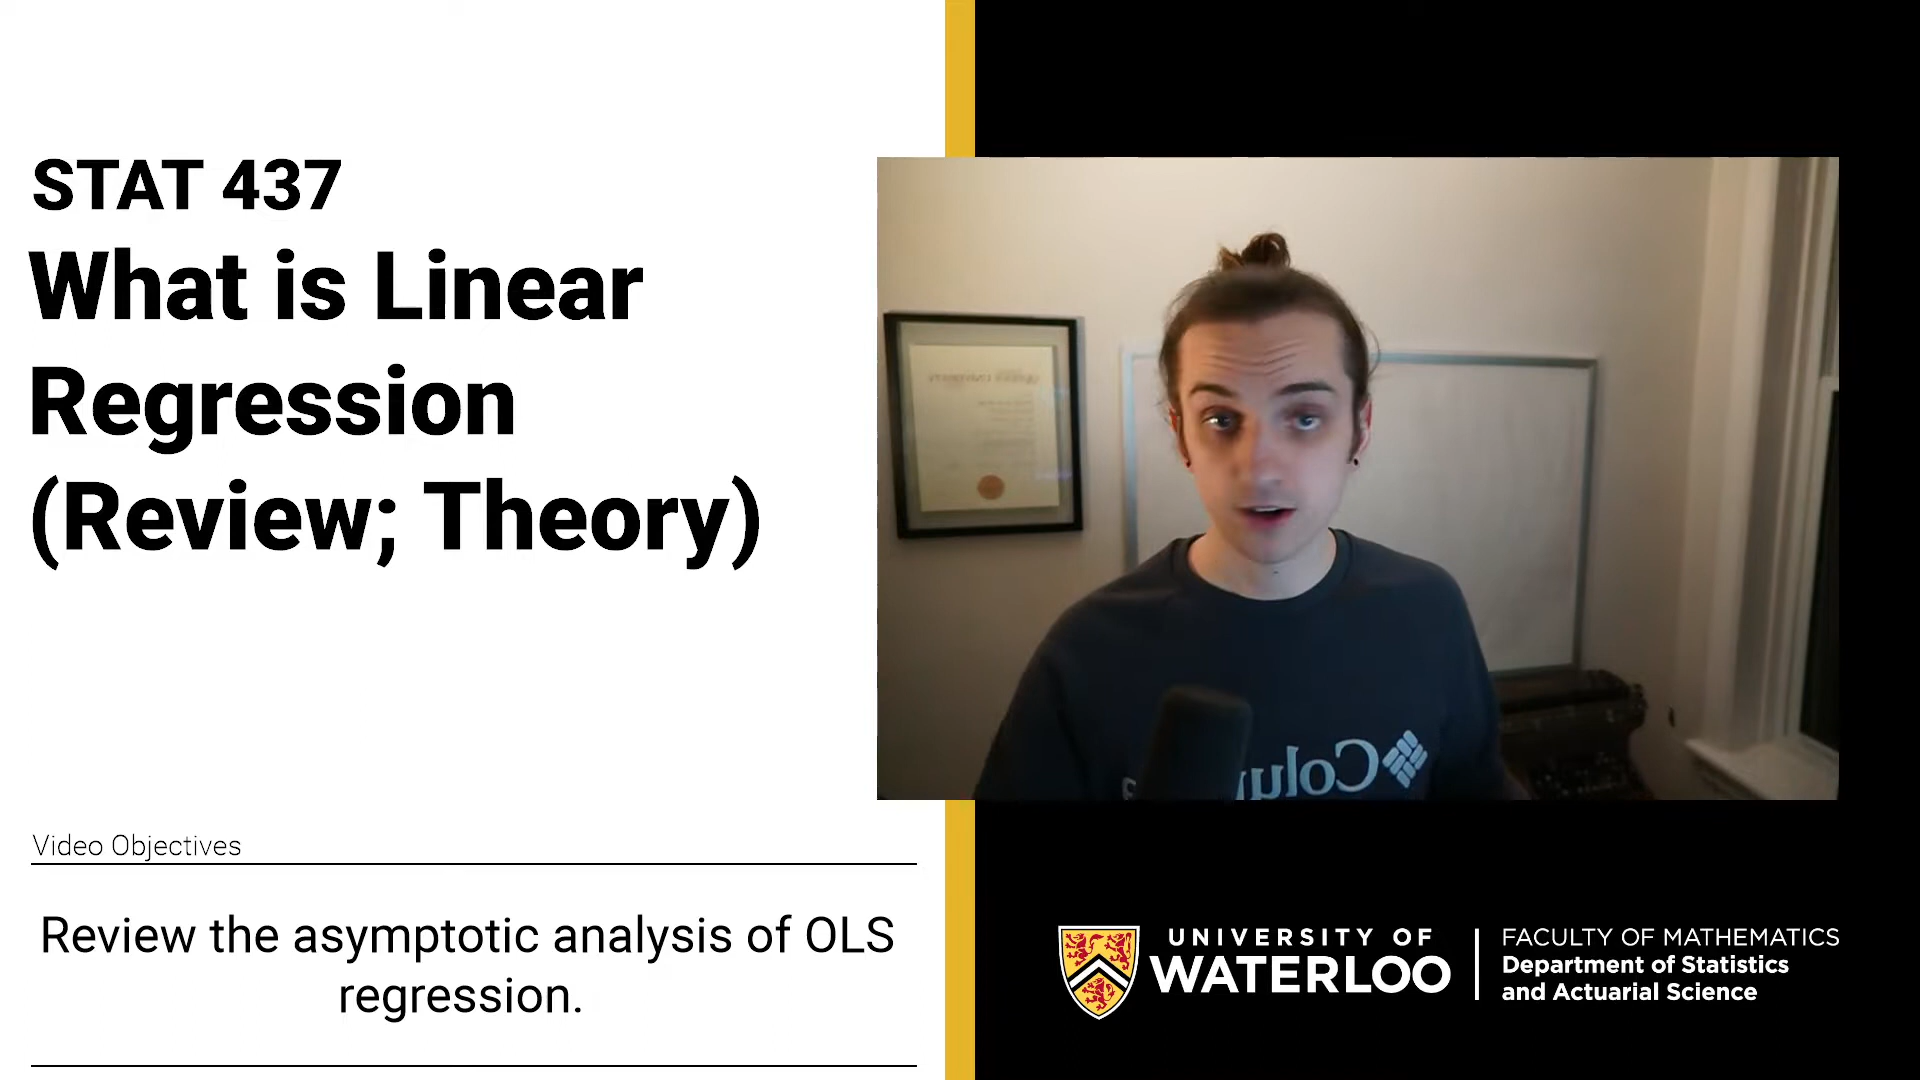 STAT 437
What is Linear
Regression
(Review; Theory)
Video Objectives
Review the asymptotic analysis of OLS
regression.
UNIVERSITY OF
WATERLOO
FACULTY OF MATHEMATICS
Department of Statistics
and Actuarial Science